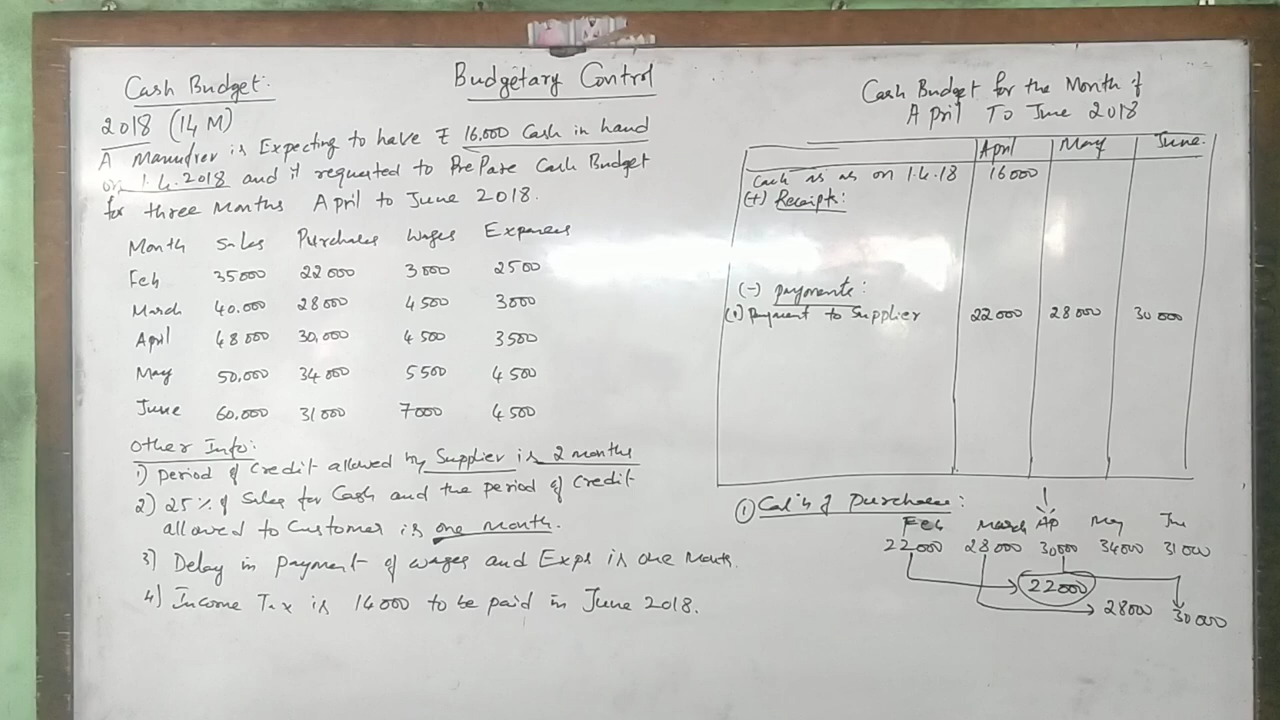 Budgetary Control
Cash Budget:
2018 (14 M)
A is Expecting to have ₹ 16,000 Cash in hand
on 1.4.2018 and it requested to PrePare Cash Budget
for three Months April to June 2018.
Month Sales Purchases Wages Expenses
Feb 35000 22000 3000 2500
March 40,000 28000 4500 3000
April 48000 30,000 4500 3500
May 50,000 34000 5500 4500
June 60,000 31000 7000 4500
Other Info:
1) Period of Credit allowed by Supplier is 2 months
2) 25% of Sales for Cash and the period of Credit
allowed to Customer is one month.
3) Delay in payment of wages and Exps is one Month.
4) Income Tax is 14000 to be paid in June 2018.
Cash Budget for the Month of
April To June 2018
April May June
Cash as on 1.4.18 16000
(+) Receipts:
(-) payments:
(1) Payment to Supplier 22000 28000 30000
① of purchase:
Feb March Ap May Jun
22000 28000 30000 34000 31000
22000
28000
30000